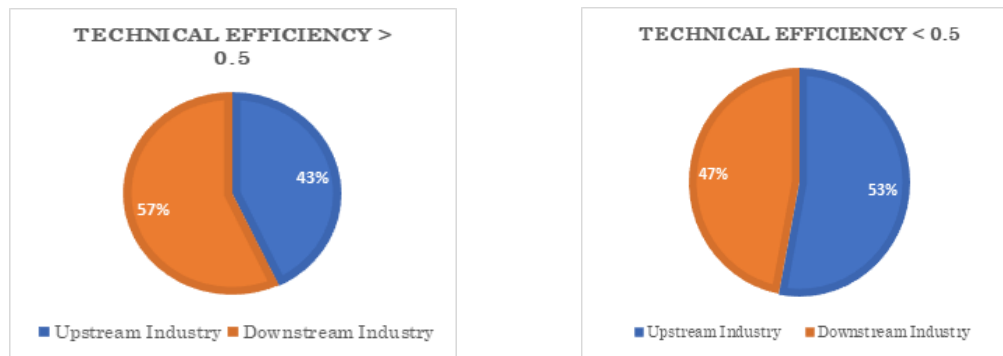 TECHNICAL EFFICIENCY >
0.5
43%
57%
Upstream Industry Downstream Industry
TECHNICAL EFFICIENCY < 0.5
47%
53%
Upstream Industry Downstream Industry